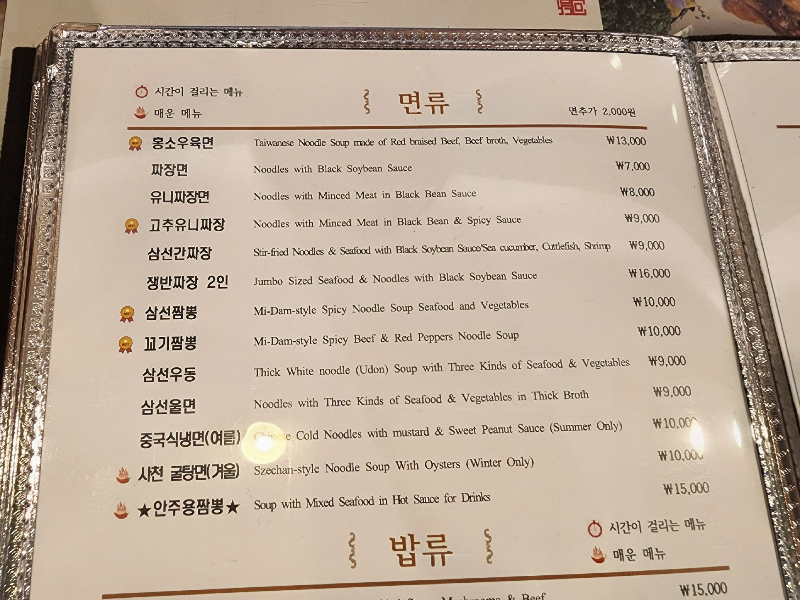 시간이 걸리는 메뉴
매운 메뉴
면류
면추가 2,000원
홍소우육면 Taiwanese Noodle Soup made of Red braised Beef, Beef broth, Vegetables ₩13,000
짜장면 Noodles with Black Soybean Sauce ₩7,000
유니짜장면 Noodles with Minced Meat in Black Bean Sauce ₩8,000
고추유니짜장 Noodles with Minced Meat in Black Bean & Spicy Sauce ₩9,000
삼선간짜장 Stir-fried Noodles & Seafood with Black Soybean Sauce/Sea cucumber, Cuttlefish, Shrimp ₩9,000
쟁반짜장 2인 Jumbo Sized Seafood & Noodles with Black Soybean Sauce ₩16,000
삼선짬뽕 Mi-Dam-style Spicy Noodle Soup Seafood and Vegetables ₩10,000
꼬기짬뽕 Mi-Dam-style Spicy Beef & Red Peppers Noodle Soup ₩10,000
삼선우동 Thick White noodle (Udon) Soup with Three Kinds of Seafood & Vegetables ₩9,000
삼선울면 Noodles with Three Kinds of Seafood & Vegetables in Thick Broth ₩9,000
중국식냉면(여름) Cold Noodles with mustard & Sweet Peanut Sauce (Summer Only) ₩10,000
사천 굴탕면(겨울) Szechan-style Noodle Soup With Oysters (Winter Only) ₩10,000
★안주용짬뽕★ Soup with Mixed Seafood in Hot Sauce for Drinks ₩15,000
밥류
시간이 걸리는 메뉴
매운 메뉴
& Beef ₩15,000